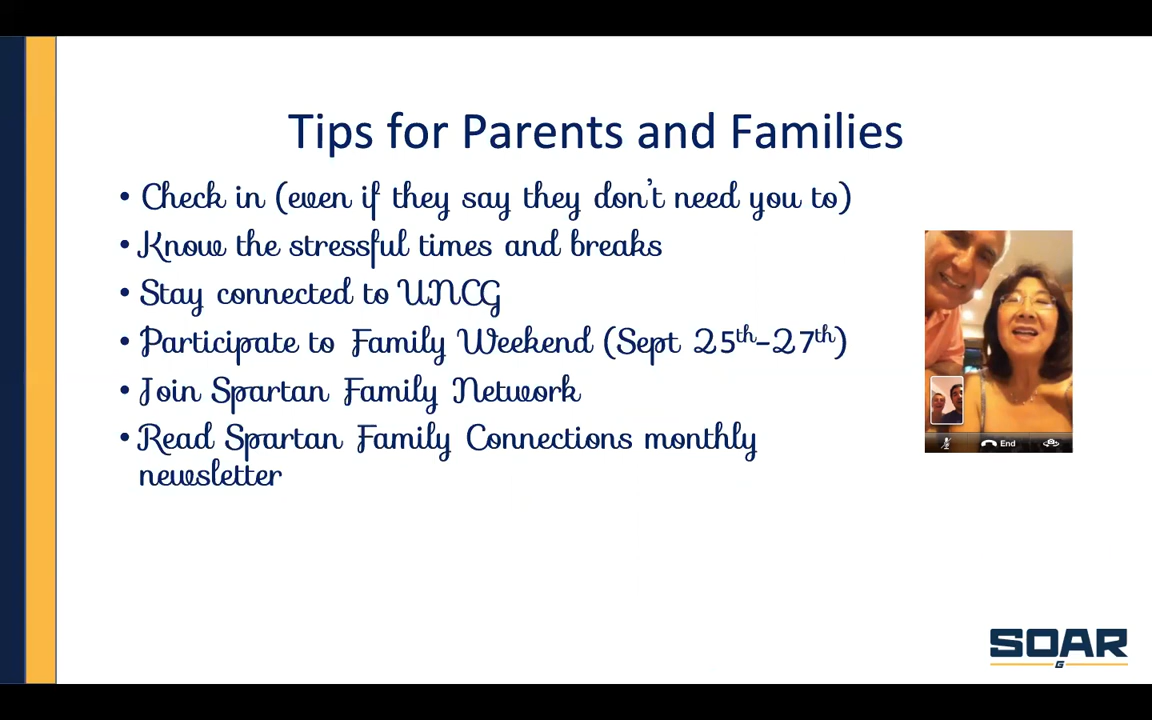 Tips for Parents and Families
• Check in (even if they say they don't need you to)
• Know the stressful times and breaks
• Stay connected to UNCG
• Participate to Family Weekend (Sept 25th-27th)
• Join Spartan Family Network
• Read Spartan Family Connections monthly
newsletter
End
SOAR
G